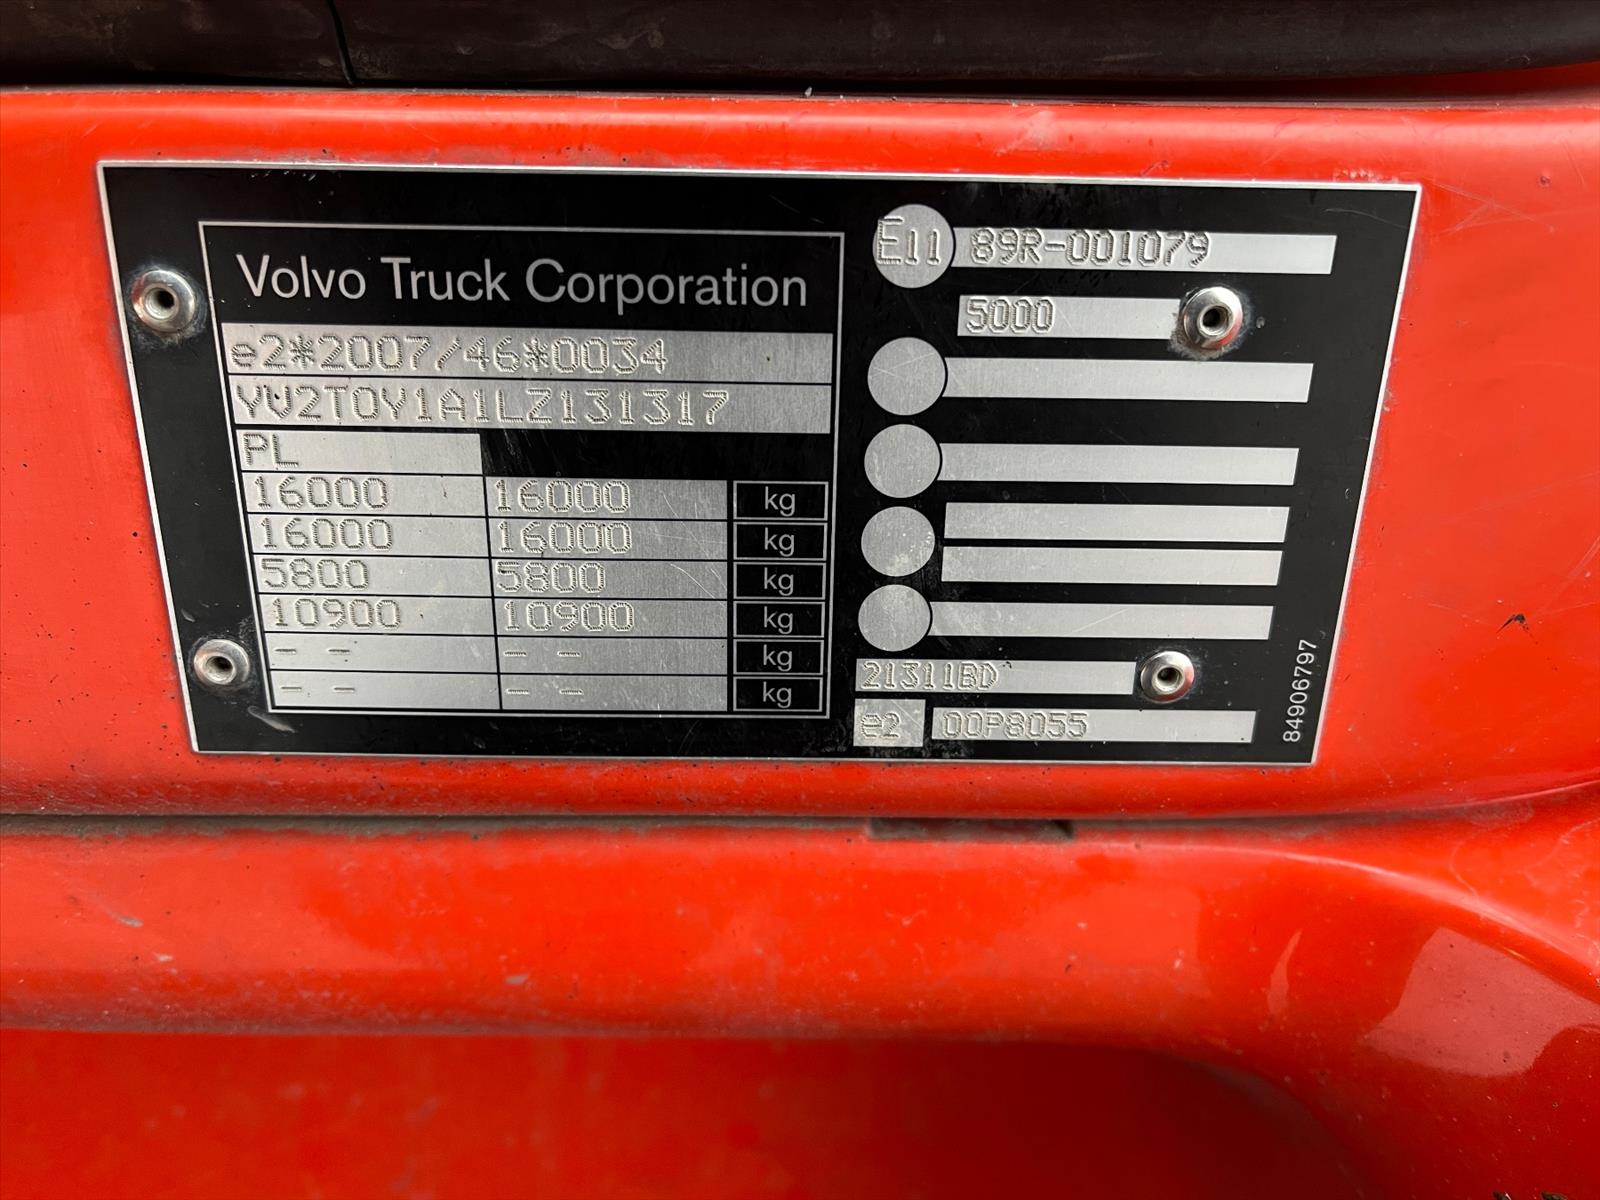 Volvo Truck Corporation
e2*2007/46*0034
YV2T0Y1A1LZ131317
PL
16000 16000 kg
16000 16000 kg
5800 5800 kg
10900 10900 kg
- - - - kg
- - - - kg
E11 89R-001079
5000
21311BD
e2 00P8055
84906797